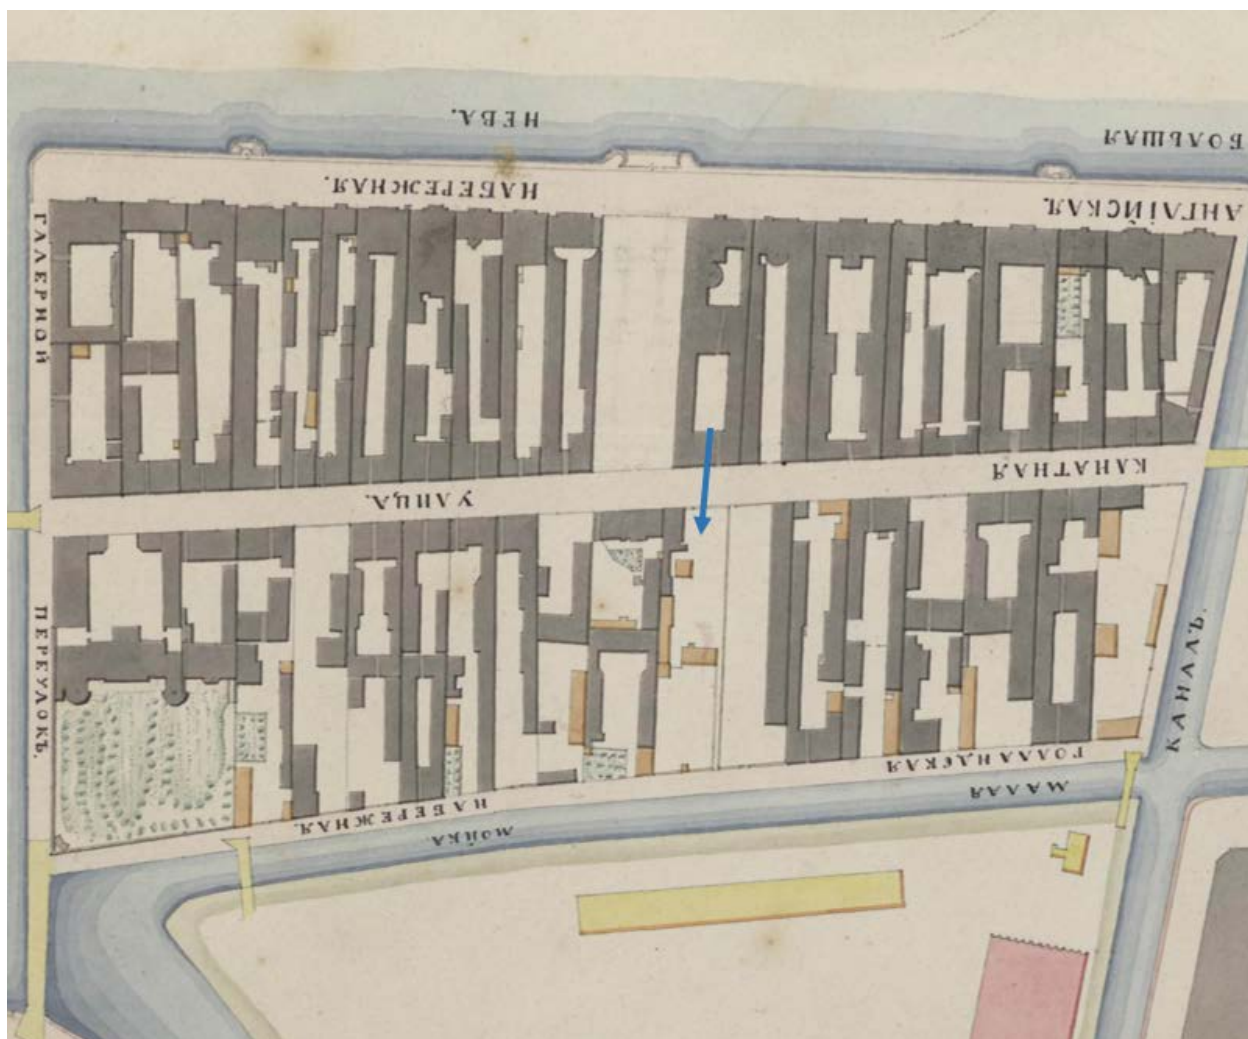 БОЛЬШАЯ НЕВА.
АНГЛІЙСКАЯ. НАБЕРЕЖНАЯ.
ГАЛЕРНОЙ ПЕРЕУЛОКЪ.
КАНАТНАЯ УЛИЦА.
КАНАЛЪ.
ГОЛЛАНДСКАЯ НАБЕРЕЖНАЯ.
МАЛАЯ МОЙКА.